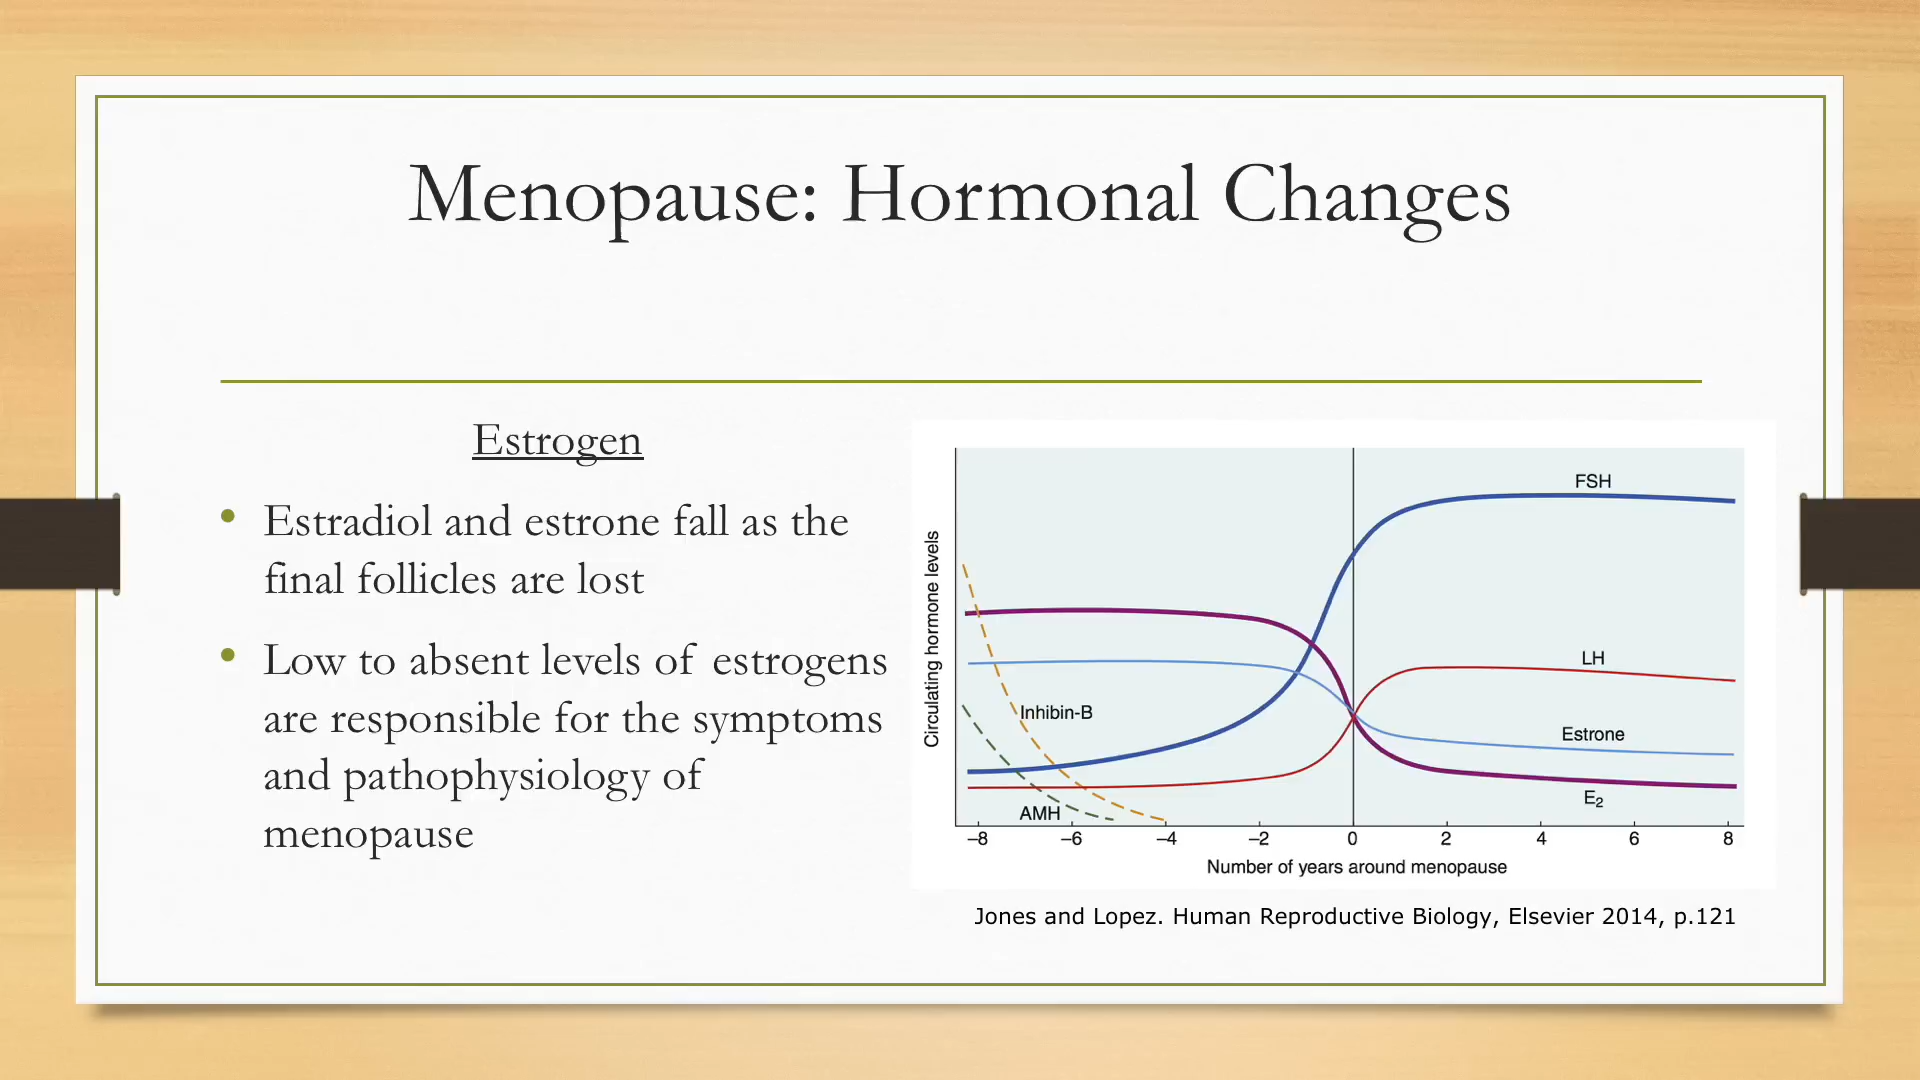 Menopause: Hormonal Changes
Estrogen
• Estradiol and estrone fall as the
final follicles are lost
• Low to absent levels of estrogens
are responsible for the symptoms
and pathophysiology of
menopause
Circulating hormone levels
FSH
LH
Inhibin-B
Estrone
E₂
AMH
–8 –6 –4 –2 0 2 4 6 8
Number of years around menopause
Jones and Lopez. Human Reproductive Biology, Elsevier 2014, p.121